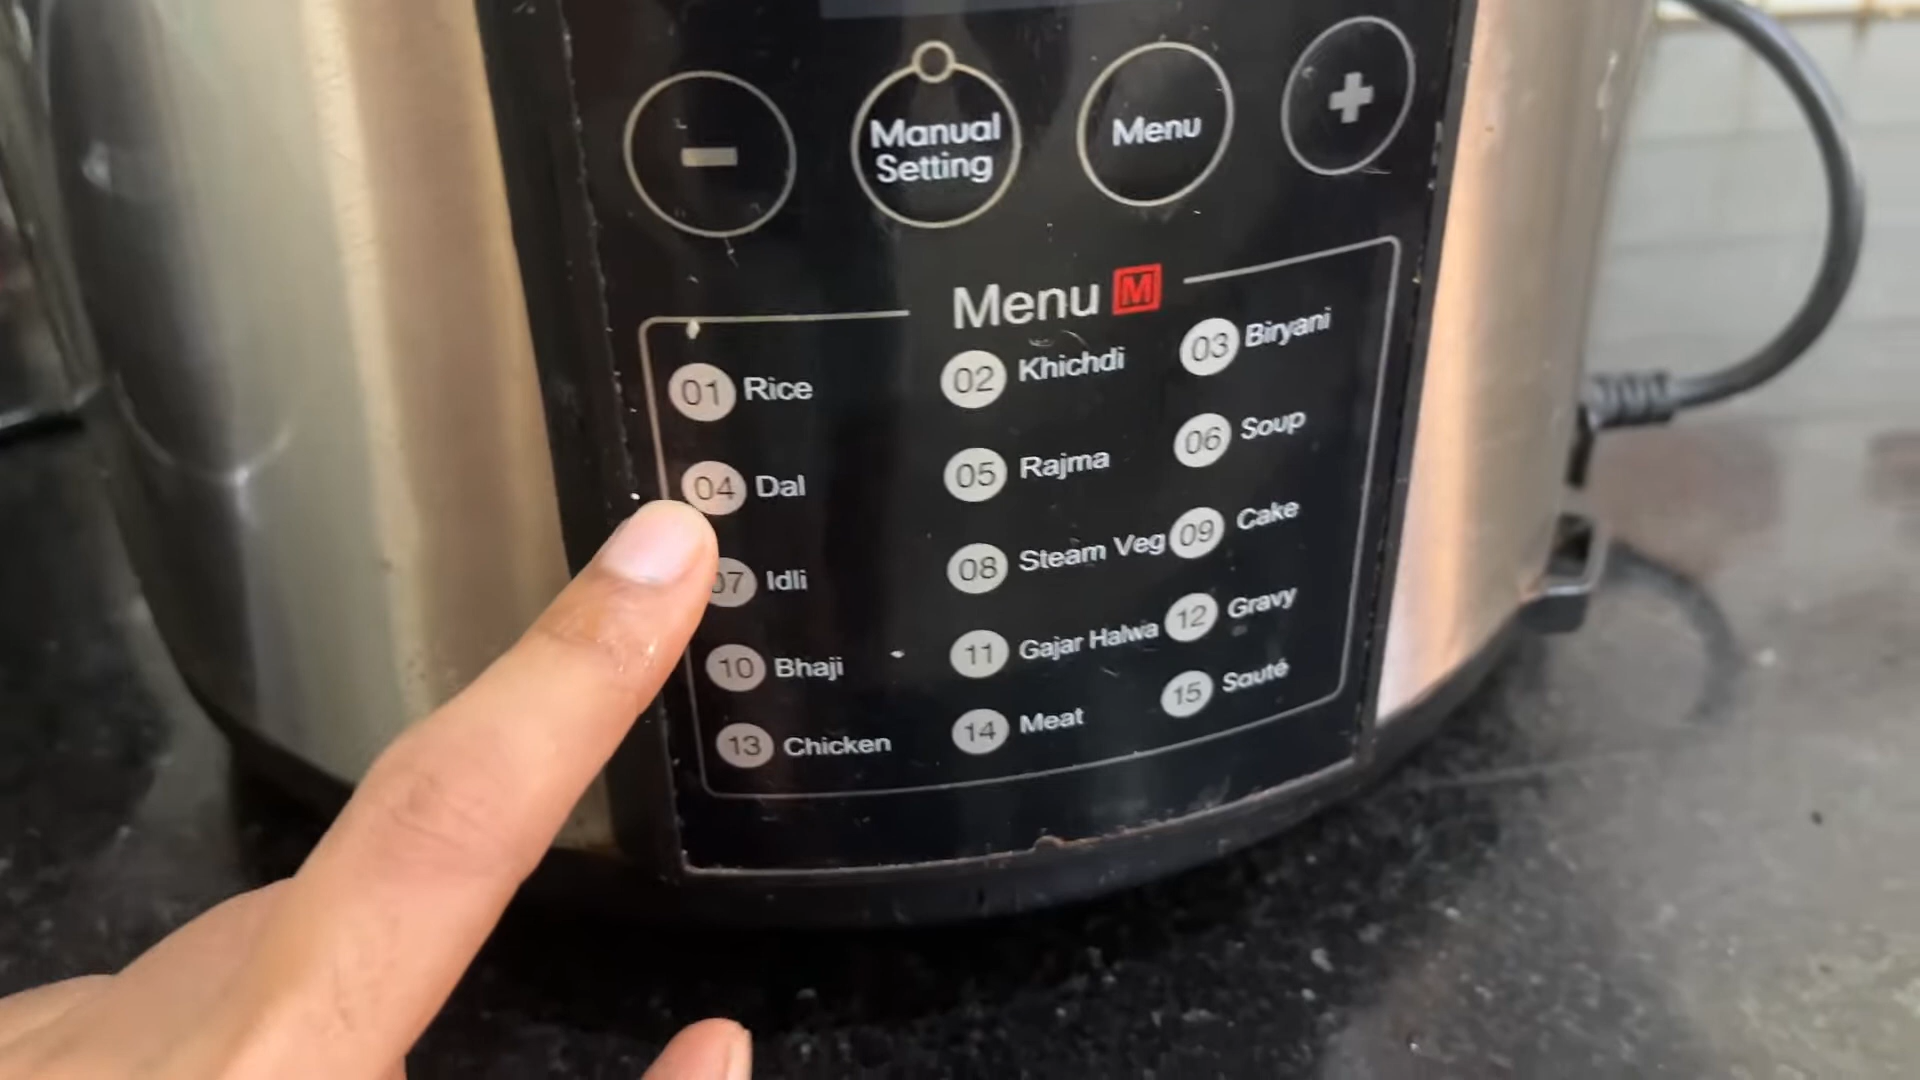 Manual
Setting
Menu
Menu M
01 Rice
02 Khichdi
03 Biryani
04 Dal
05 Rajma
06 Soup
07 Idli
08 Steam Veg
09 Cake
10 Bhaji
11 Gajar Halwa
12 Gravy
13 Chicken
14 Meat
15 Sauté